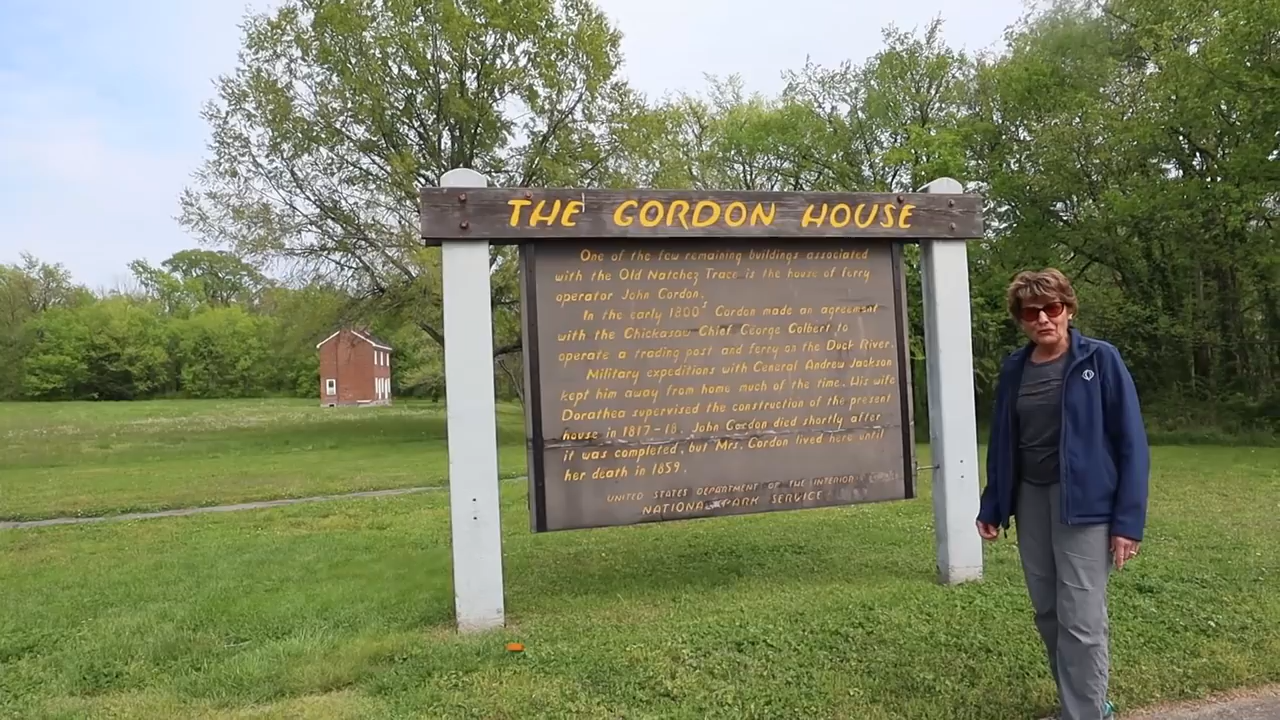 THE GORDON HOUSE
One of the few remaining buildings associated
with the Old Natchez Trace is the house of ferry
operator John Gordon.
In the early 1800s Gordon made an agreement
with the Chickasaw Chief George Colbert to
operate a trading post and ferry on the Duck River.
Military expeditions with General Andrew Jackson
kept him away from home much of the time. His wife
Dorathea supervised the construction of the present
house in 1817-18. John Gordon died shortly after
it was completed, but Mrs. Gordon lived here until
her death in 1859.
UNITED STATES DEPARTMENT OF THE INTERIOR
NATIONAL PARK SERVICE